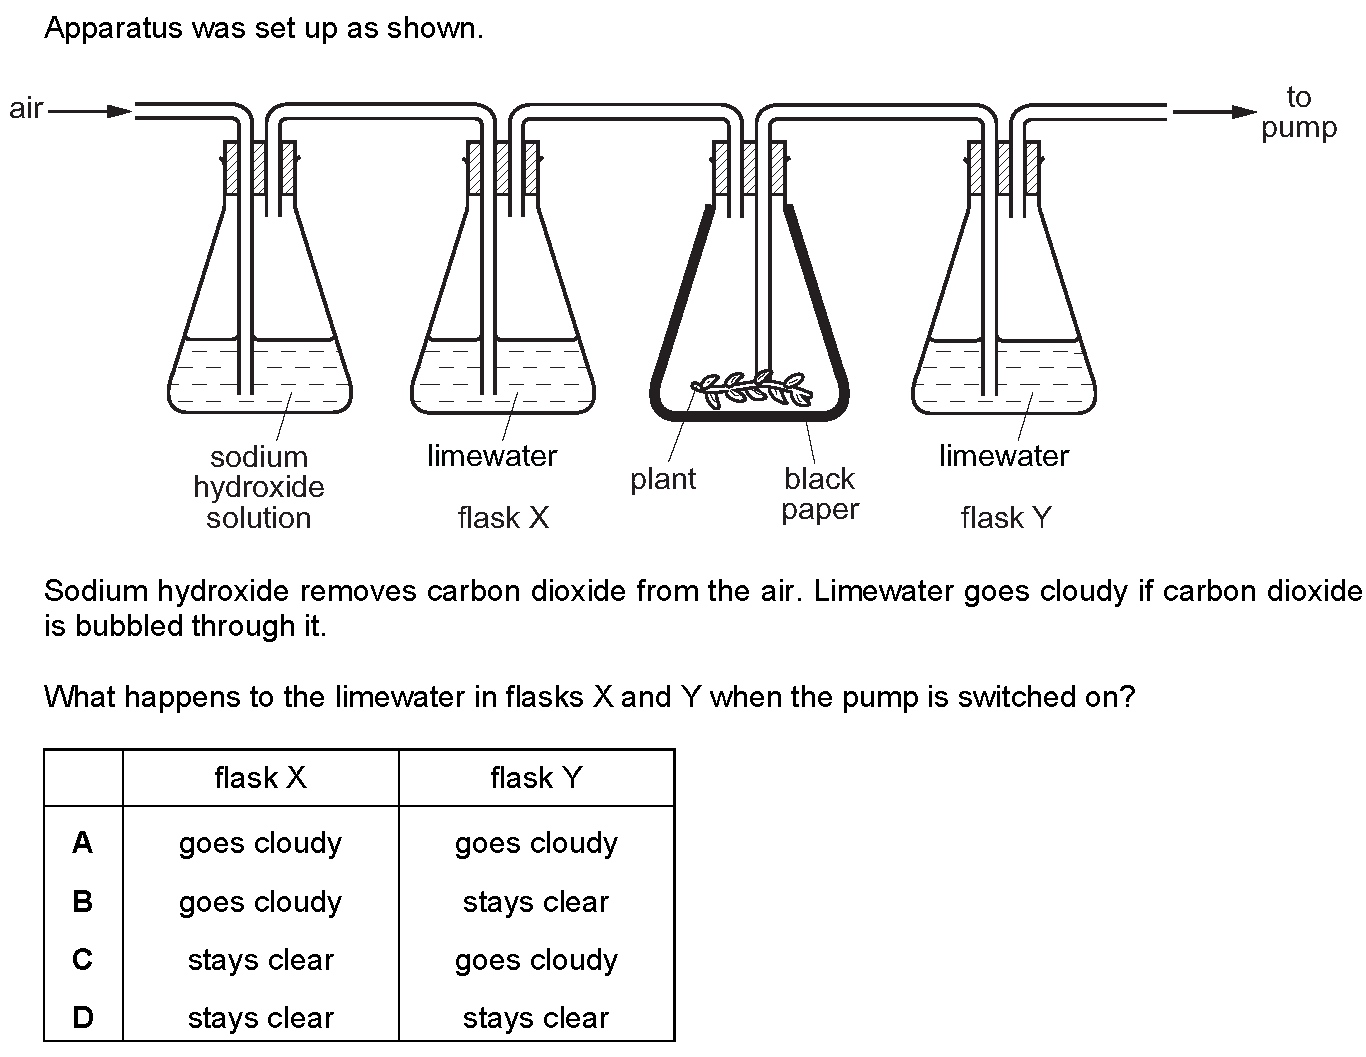 Apparatus was set up as shown.
air
to
pump
sodium
hydroxide
solution
limewater
flask X
plant
black
paper
limewater
flask Y
Sodium hydroxide removes carbon dioxide from the air. Limewater goes cloudy if carbon dioxide
is bubbled through it.
What happens to the limewater in flasks X and Y when the pump is switched on?
flask X flask Y
A goes cloudy goes cloudy
B goes cloudy stays clear
C stays clear goes cloudy
D stays clear stays clear